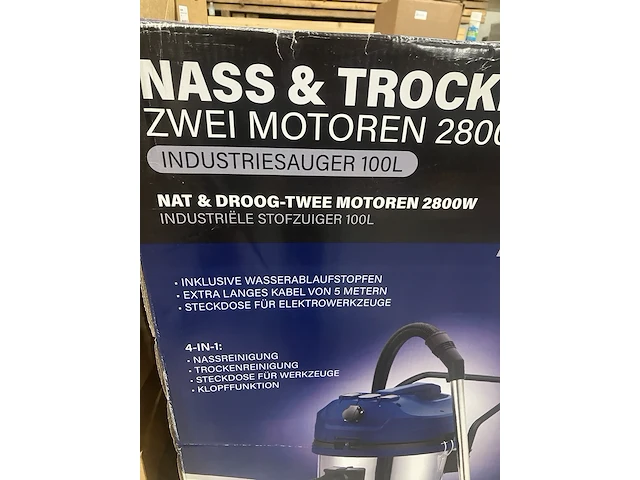 NASS & TROCK
ZWEI MOTOREN 2800
INDUSTRIESAUGER 100L
NAT & DROOG-TWEE MOTOREN 2800W
INDUSTRIËLE STOFZUIGER 100L
• INKLUSIVE WASSERABLAUFSTOPFEN
• EXTRA LANGES KABEL VON 5 METERN
• STECKDOSE FÜR ELEKTROWERKZEUGE
4-IN-1:
• NASSREINIGUNG
• TROCKENREINIGUNG
• STECKDOSE FÜR WERKZEUGE
• KLOPFFUNKTION